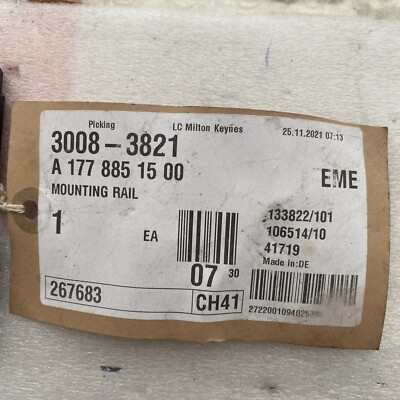 Picking LC Milton Keynes 25.11.2021 07:13
3008-3821
A 177 885 15 00 EME
MOUNTING RAIL
1 EA
133822/101
106514/10
41719
Made in:DE
07 30
267683 CH41